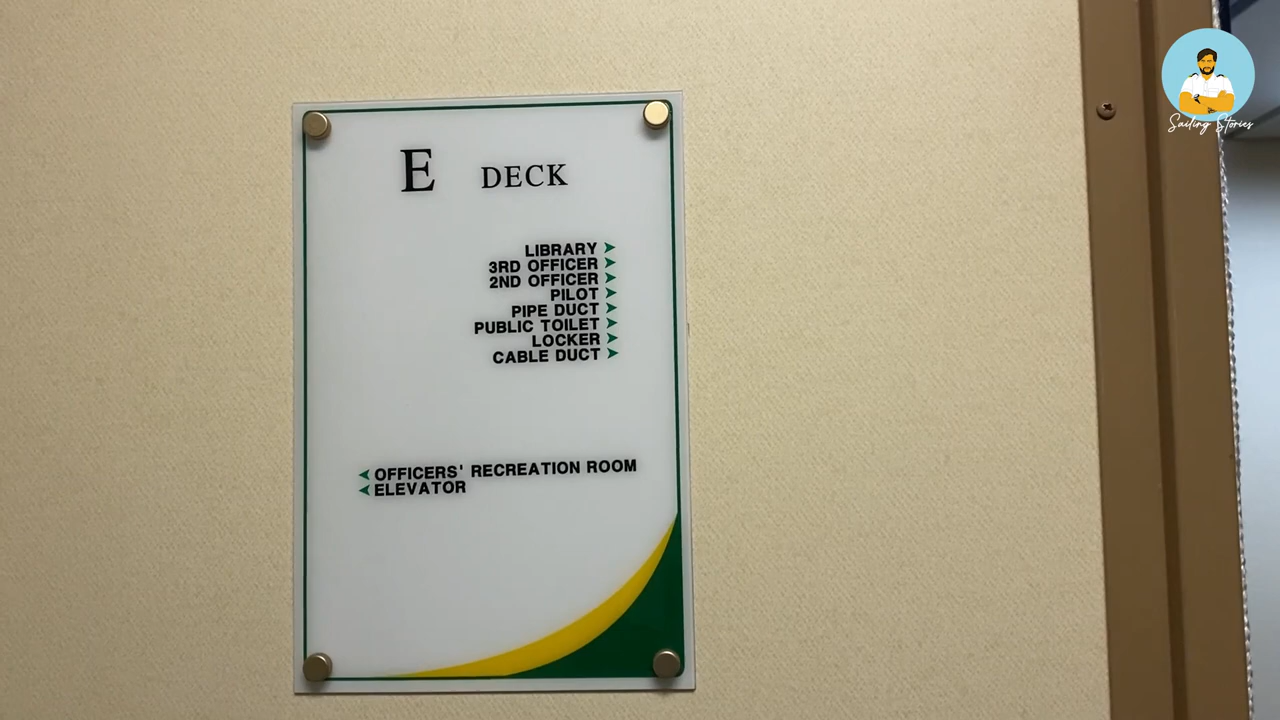 Sailing Stories
E DECK
LIBRARY
3RD OFFICER
2ND OFFICER
PILOT
PIPE DUCT
PUBLIC TOILET
LOCKER
CABLE DUCT
OFFICERS' RECREATION ROOM
ELEVATOR